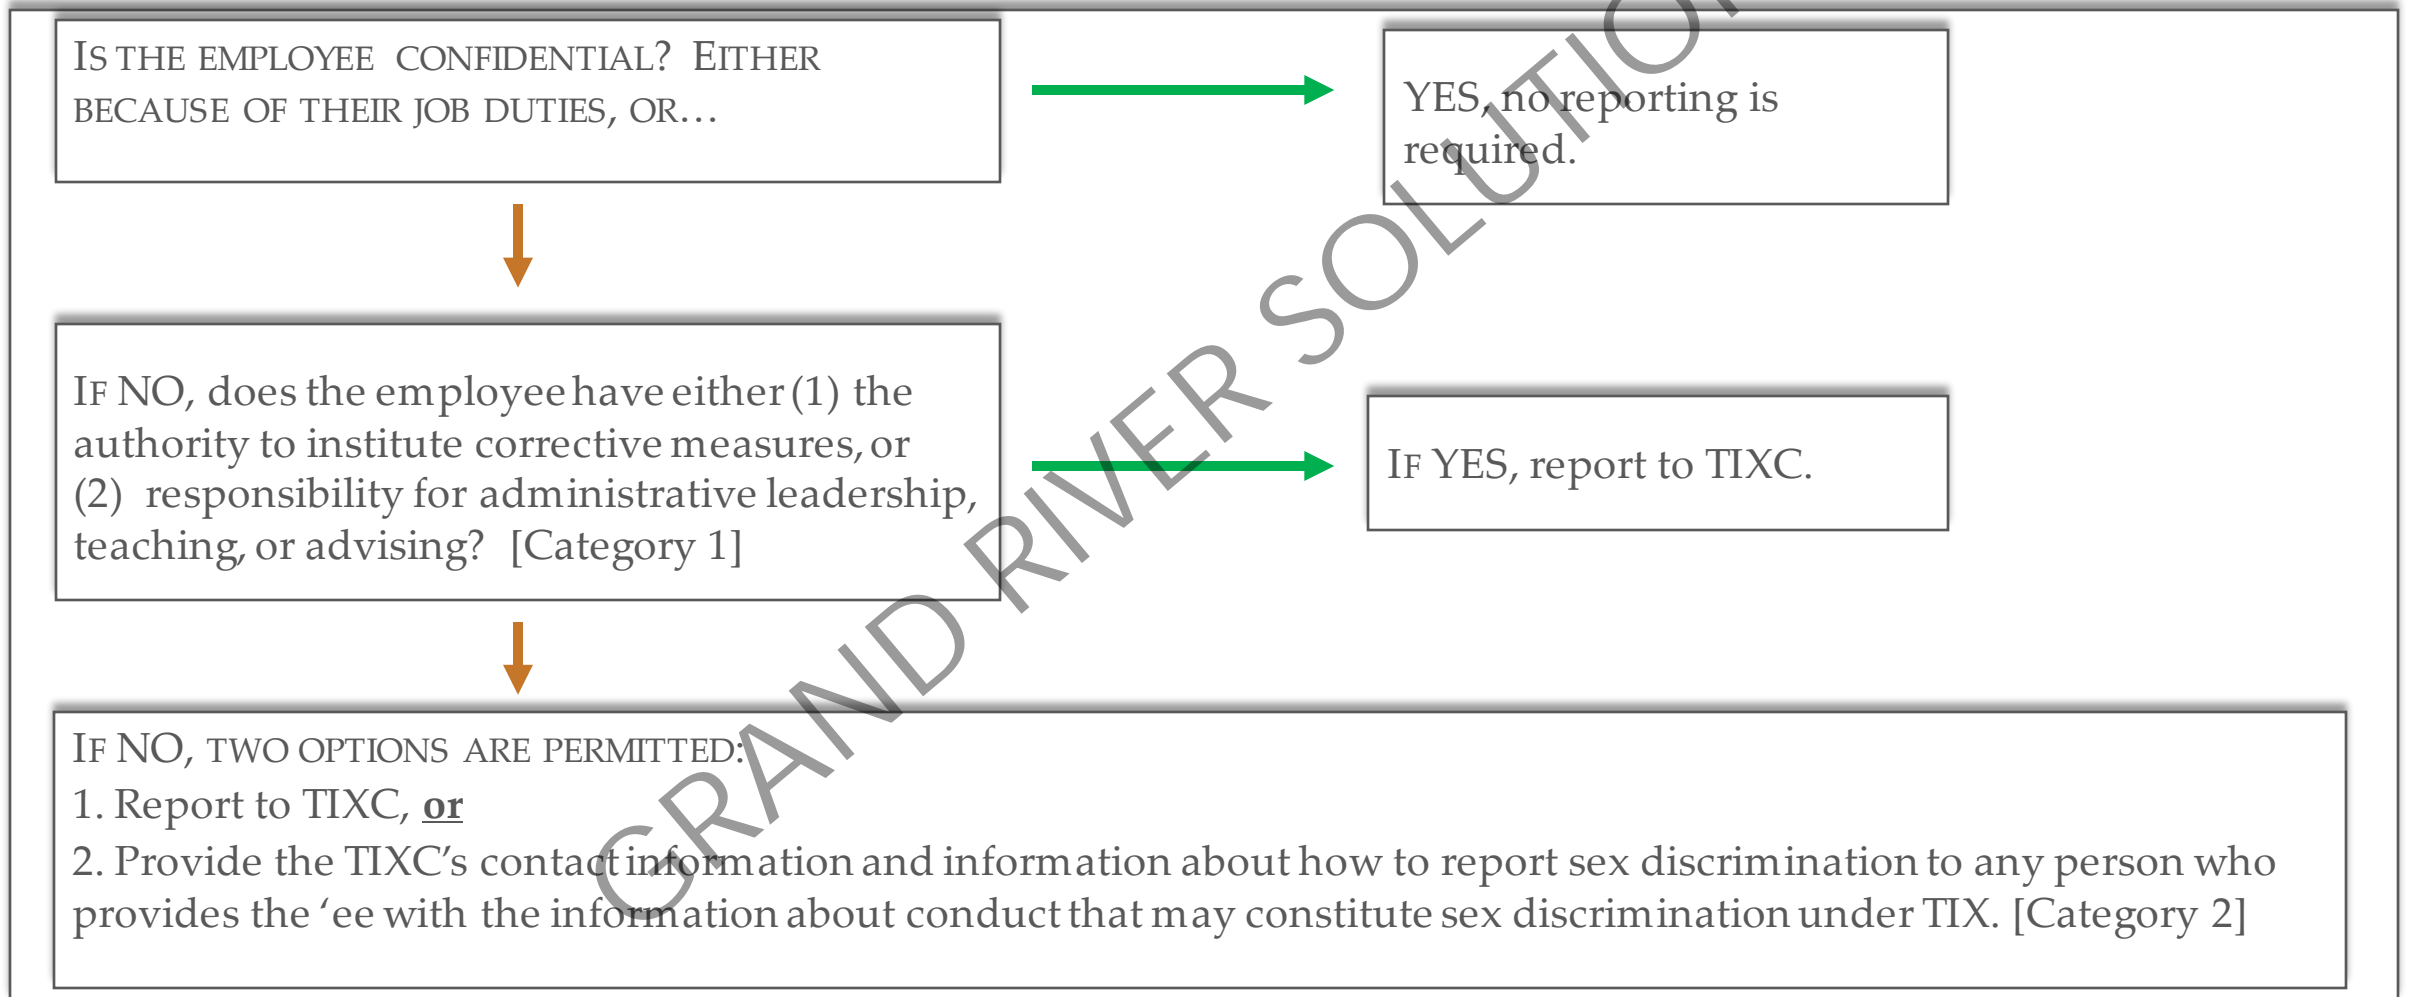 IS THE EMPLOYEE CONFIDENTIAL? EITHER
BECAUSE OF THEIR JOB DUTIES, OR…
YES, no reporting is
required.
IF NO, does the employee have either (1) the
authority to institute corrective measures, or
(2) responsibility for administrative leadership,
teaching, or advising? [Category 1]
IF YES, report to TIXC.
IF NO, TWO OPTIONS ARE PERMITTED:
1. Report to TIXC, or
2. Provide the TIXC’s contact information and information about how to report sex discrimination to any person who
provides the ‘ee with the information about conduct that may constitute sex discrimination under TIX. [Category 2]
GRAND RIVER SOLUTION